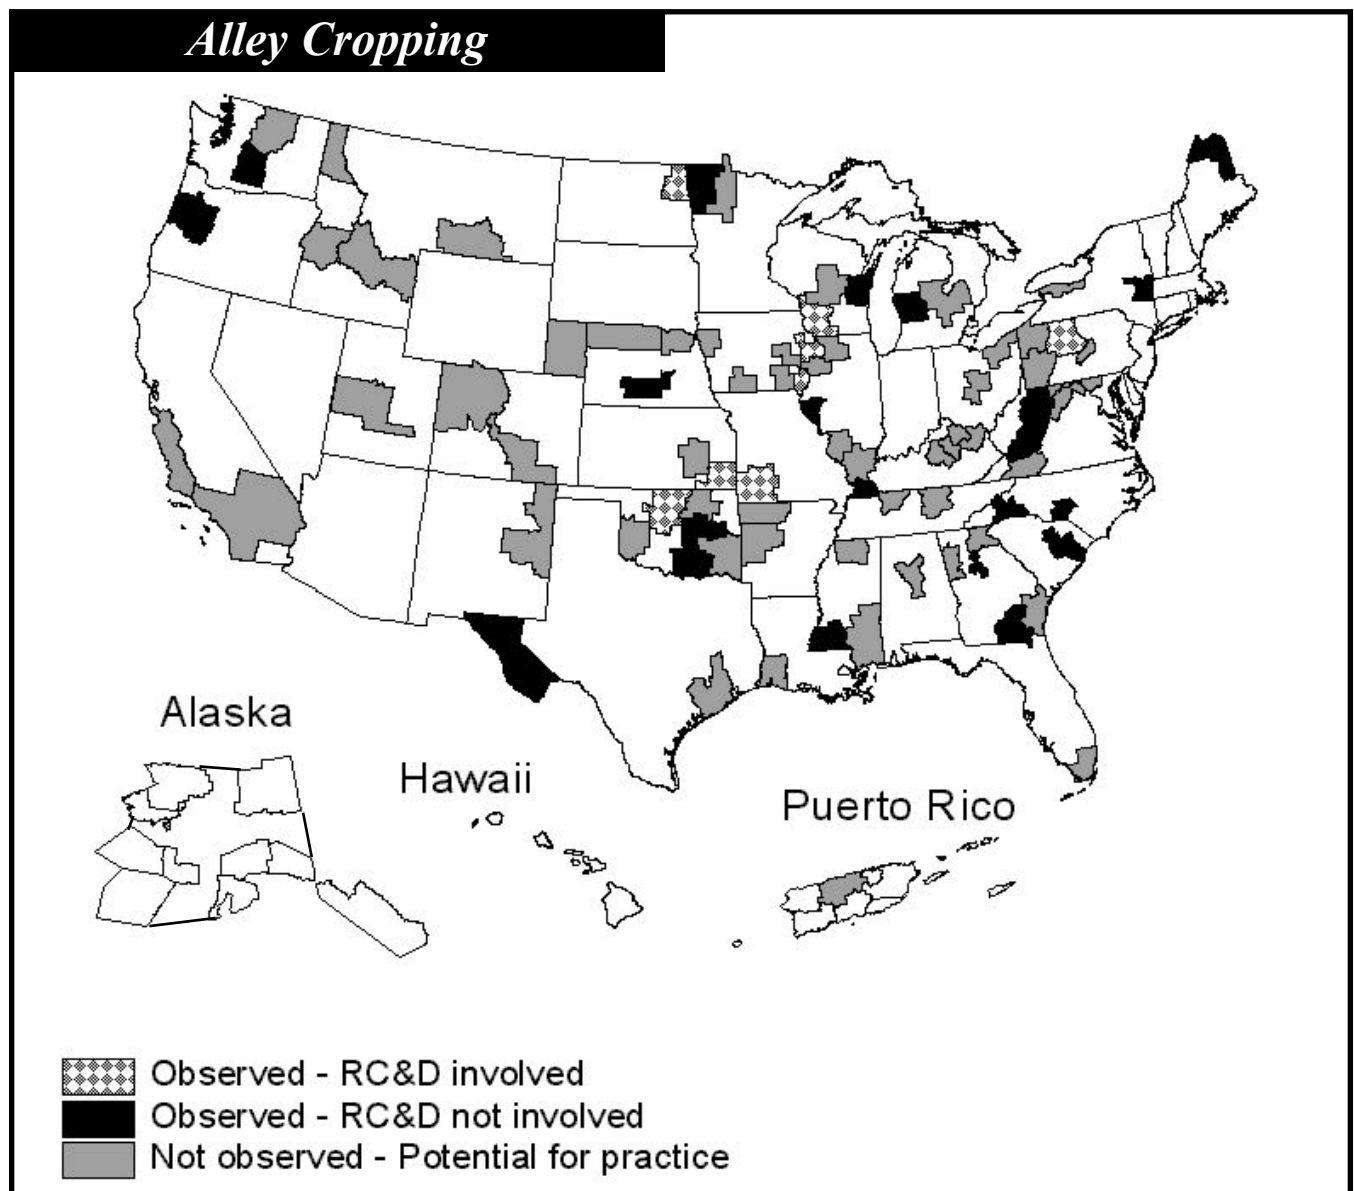 Alley Cropping
Alaska
Hawaii
Puerto Rico
Observed - RC&D involved
Observed - RC&D not involved
Not observed - Potential for practice